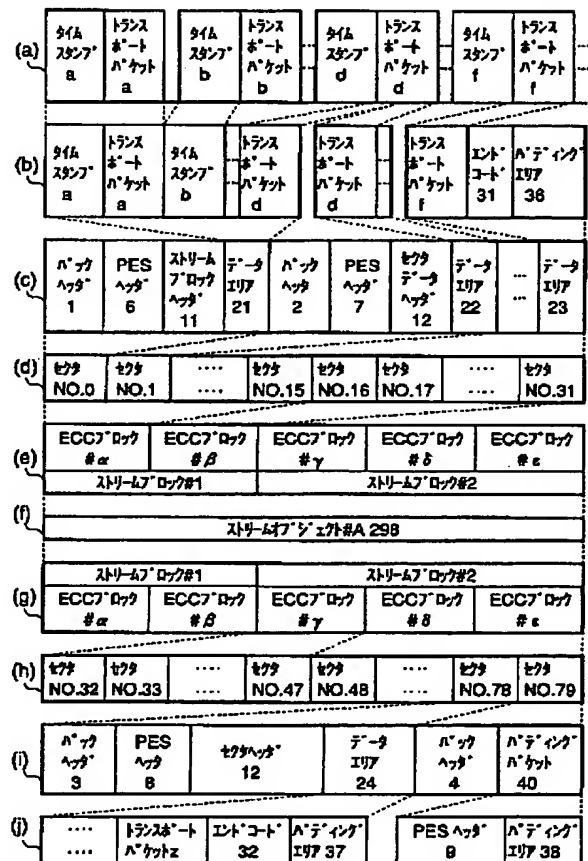 (a)
タイムスタンプ a
トランスポートパケット a
タイムスタンプ b
トランスポートパケット b
タイムスタンプ d
トランスポートパケット d
タイムスタンプ f
トランスポートパケット f
(b)
タイムスタンプ a
トランスポートパケット a
タイムスタンプ b
トランスポートパケット d
トランスポートパケット d
トランスポートパケット f
エンドコード 31
パディングエリア 36
(c)
パックヘッダ 1
PESヘッダ 6
ストリームブロックヘッダ 11
データエリア 21
パックヘッダ 2
PESヘッダ 7
セクタデータヘッダ 12
データエリア 22
....
データエリア 23
(d)
セクタ NO.0
セクタ NO.1
....
セクタ NO.15
セクタ NO.16
セクタ NO.17
....
セクタ NO.31
(e)
ECCブロック #α
ECCブロック #β
ECCブロック #γ
ECCブロック #δ
ECCブロック #ε
ストリームブロック#1
ストリームブロック#2
(f)
ストリームオブジェクト#A 298
ストリームブロック#1
ストリームブロック#2
(g)
ECCブロック #α
ECCブロック #β
ECCブロック #γ
ECCブロック #δ
ECCブロック #ε
(h)
セクタ NO.32
セクタ NO.33
....
セクタ NO.47
セクタ NO.48
....
セクタ NO.78
セクタ NO.79
(i)
パックヘッダ 3
PESヘッダ 8
セクタヘッダ 12
データエリア 24
パックヘッダ 4
パディングパケット 40
(j)
....
トランスポートパケットz
エンドコード 32
パディングエリア 37
PESヘッダ 9
パディングエリア 38